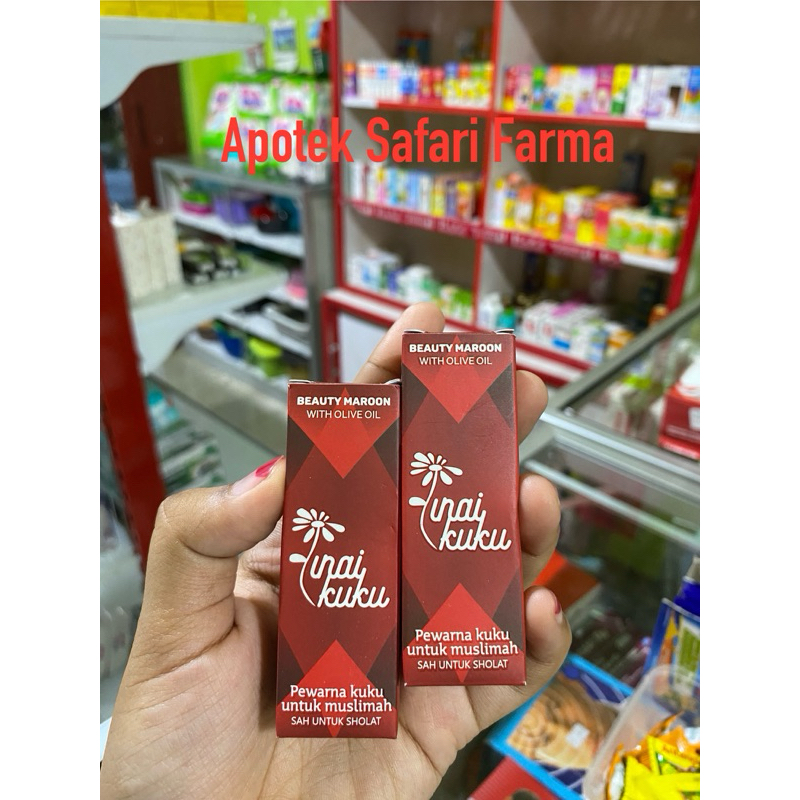 Apotek Safari Farma
BEAUTY MAROON
WITH OLIVE OIL
inai
kuku
Pewarna kuku
untuk muslimah
SAH UNTUK SHOLAT
BEAUTY MAROON
WITH OLIVE OIL
inai
kuku
Pewarna kuku
untuk muslimah
SAH UNTUK SHOLAT